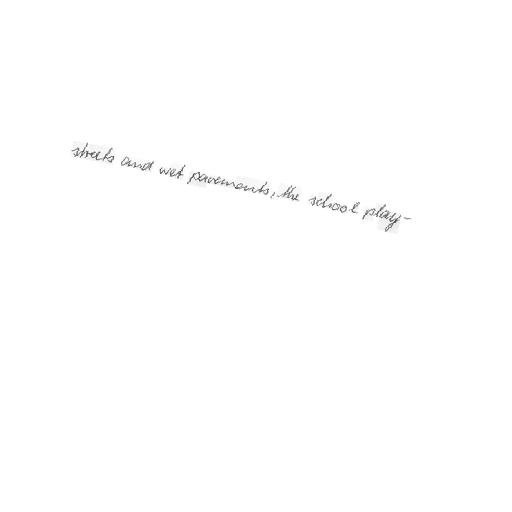 streets and wet pavements, the school play-